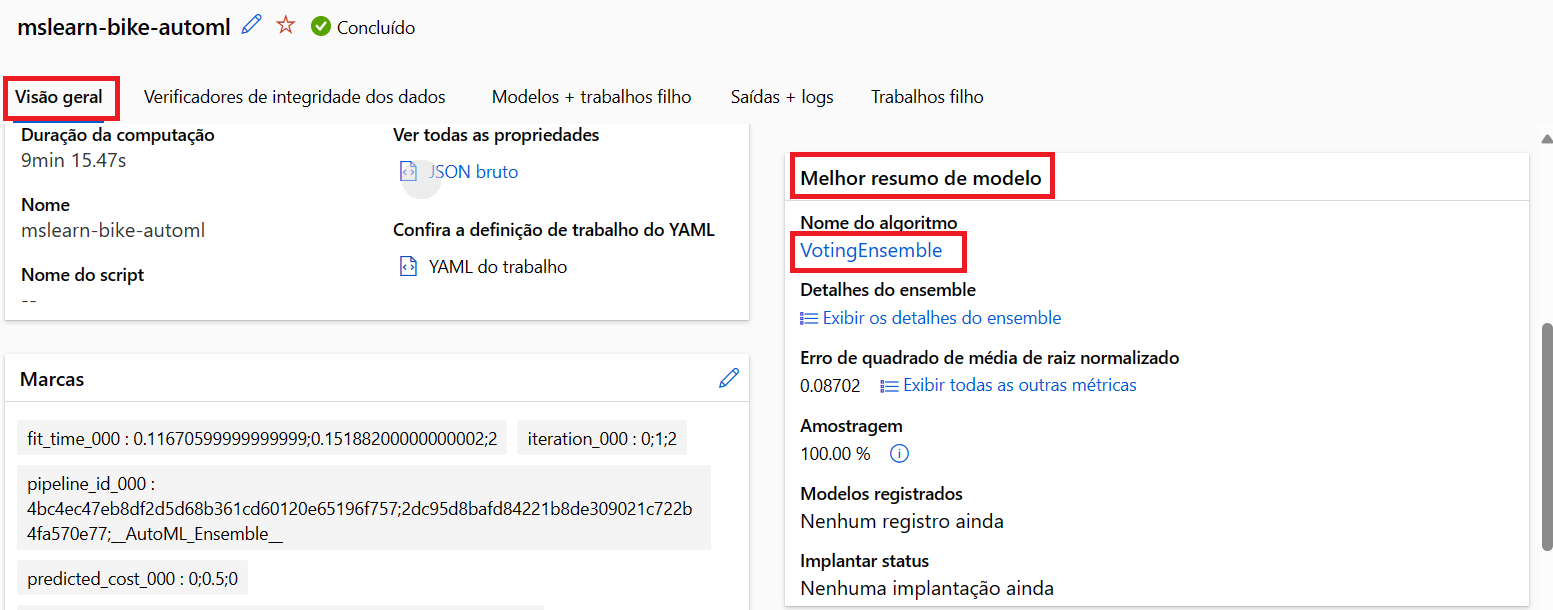 mslearn-bike-automl Concluído
Visão geral Verificadores de integridade dos dados Modelos + trabalhos filho Saídas + logs Trabalhos filho
Duração da computação
9min 15.47s
Nome
mslearn-bike-automl
Nome do script
--
Ver todas as propriedades
JSON bruto
Confira a definição de trabalho do YAML
YAML do trabalho
Marcas
fit_time_000 : 0.11670599999999999;0.15188200000000002;2
iteration_000 : 0;1;2
pipeline_id_000 :
4bc4ec47eb8df2d5d68b361cd60120e65196f757;2dc95d8bafd84221b8de309021c722b
4fa570e77;__AutoML_Ensemble__
predicted_cost_000 : 0;0.5;0
Melhor resumo de modelo
Nome do algoritmo
VotingEnsemble
Detalhes do ensemble
Exibir os detalhes do ensemble
Erro de quadrado de média de raiz normalizado
0.08702 Exibir todas as outras métricas
Amostragem
100.00 %
Modelos registrados
Nenhum registro ainda
Implantar status
Nenhuma implantação ainda